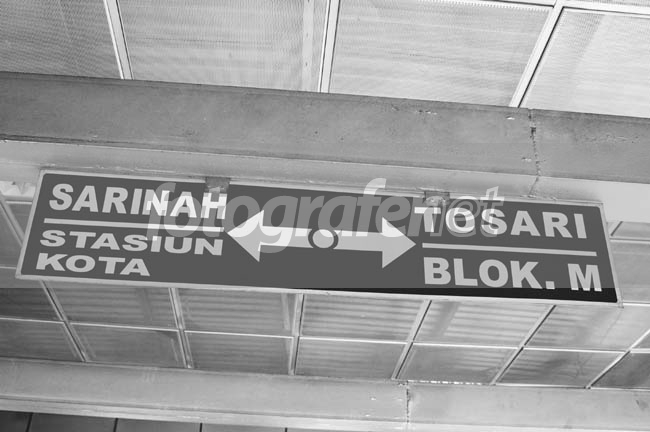 SARINAH
STASIUN
KOTA
TOSARI
BLOK. M
fotografer.net